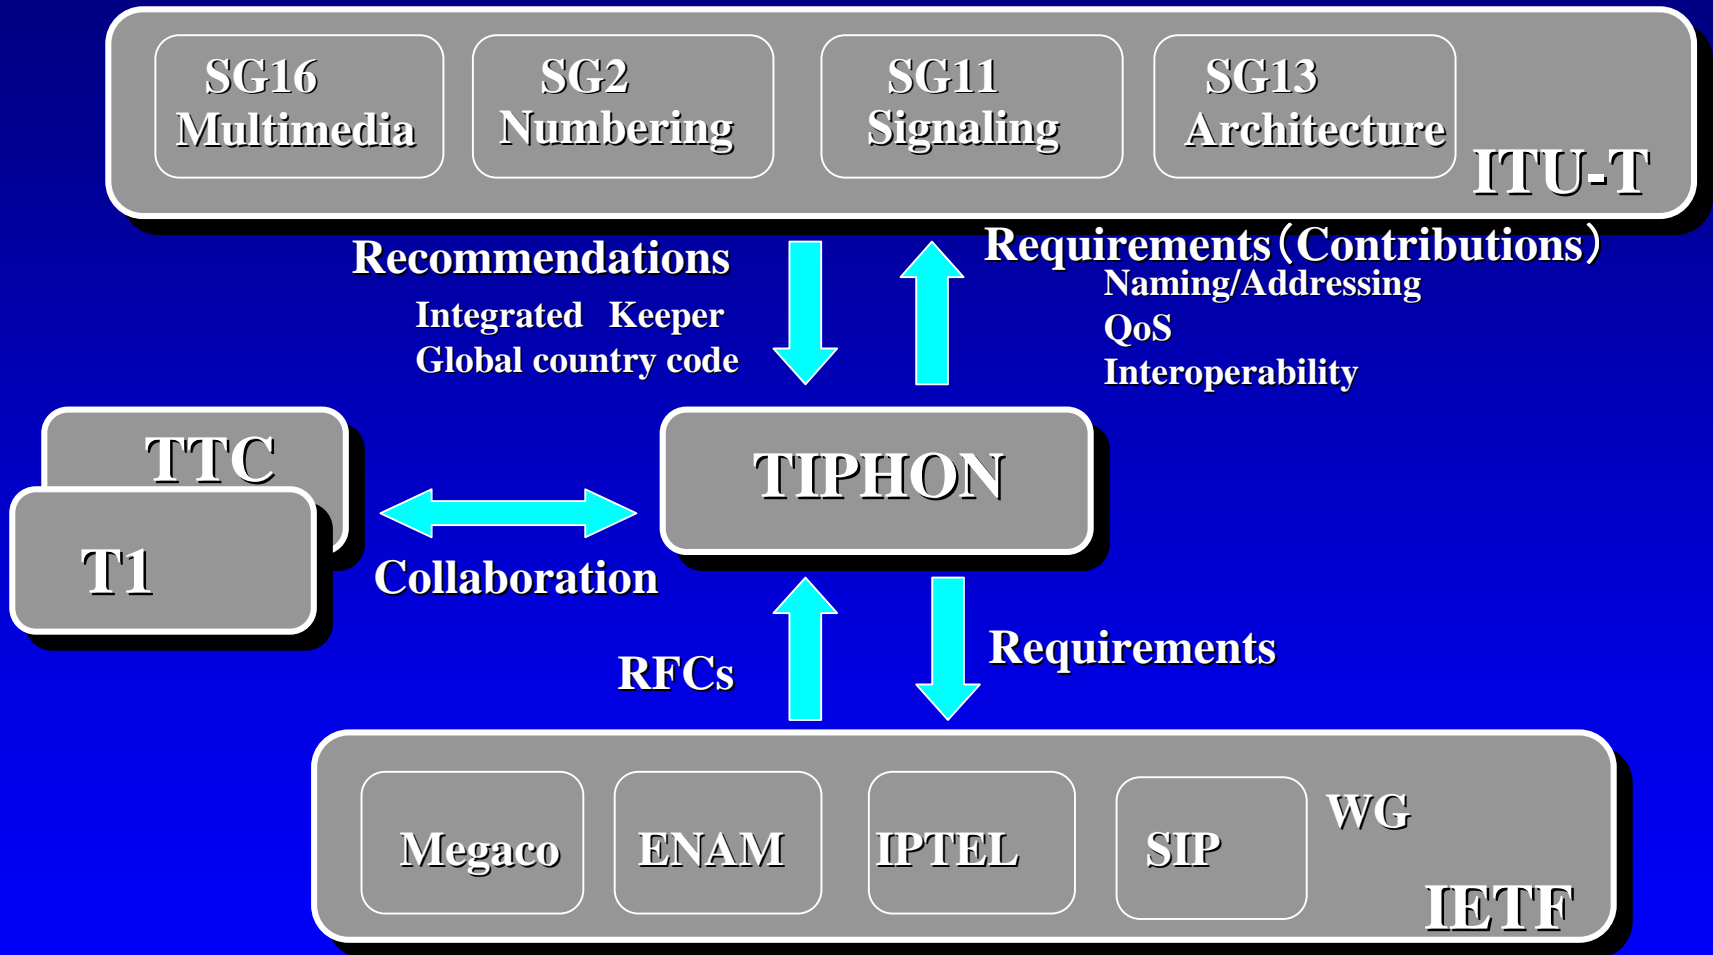 SG16
Multimedia
SG2
Numbering
SG11
Signaling
SG13
Architecture
ITU-T
Recommendations
Integrated Keeper
Global country code
Requirements（Contributions）
Naming/Addressing
QoS
Interoperability
TTC
T1
Collaboration
TIPHON
RFCs
Requirements
Megaco
ENAM
IPTEL
SIP
WG
IETF